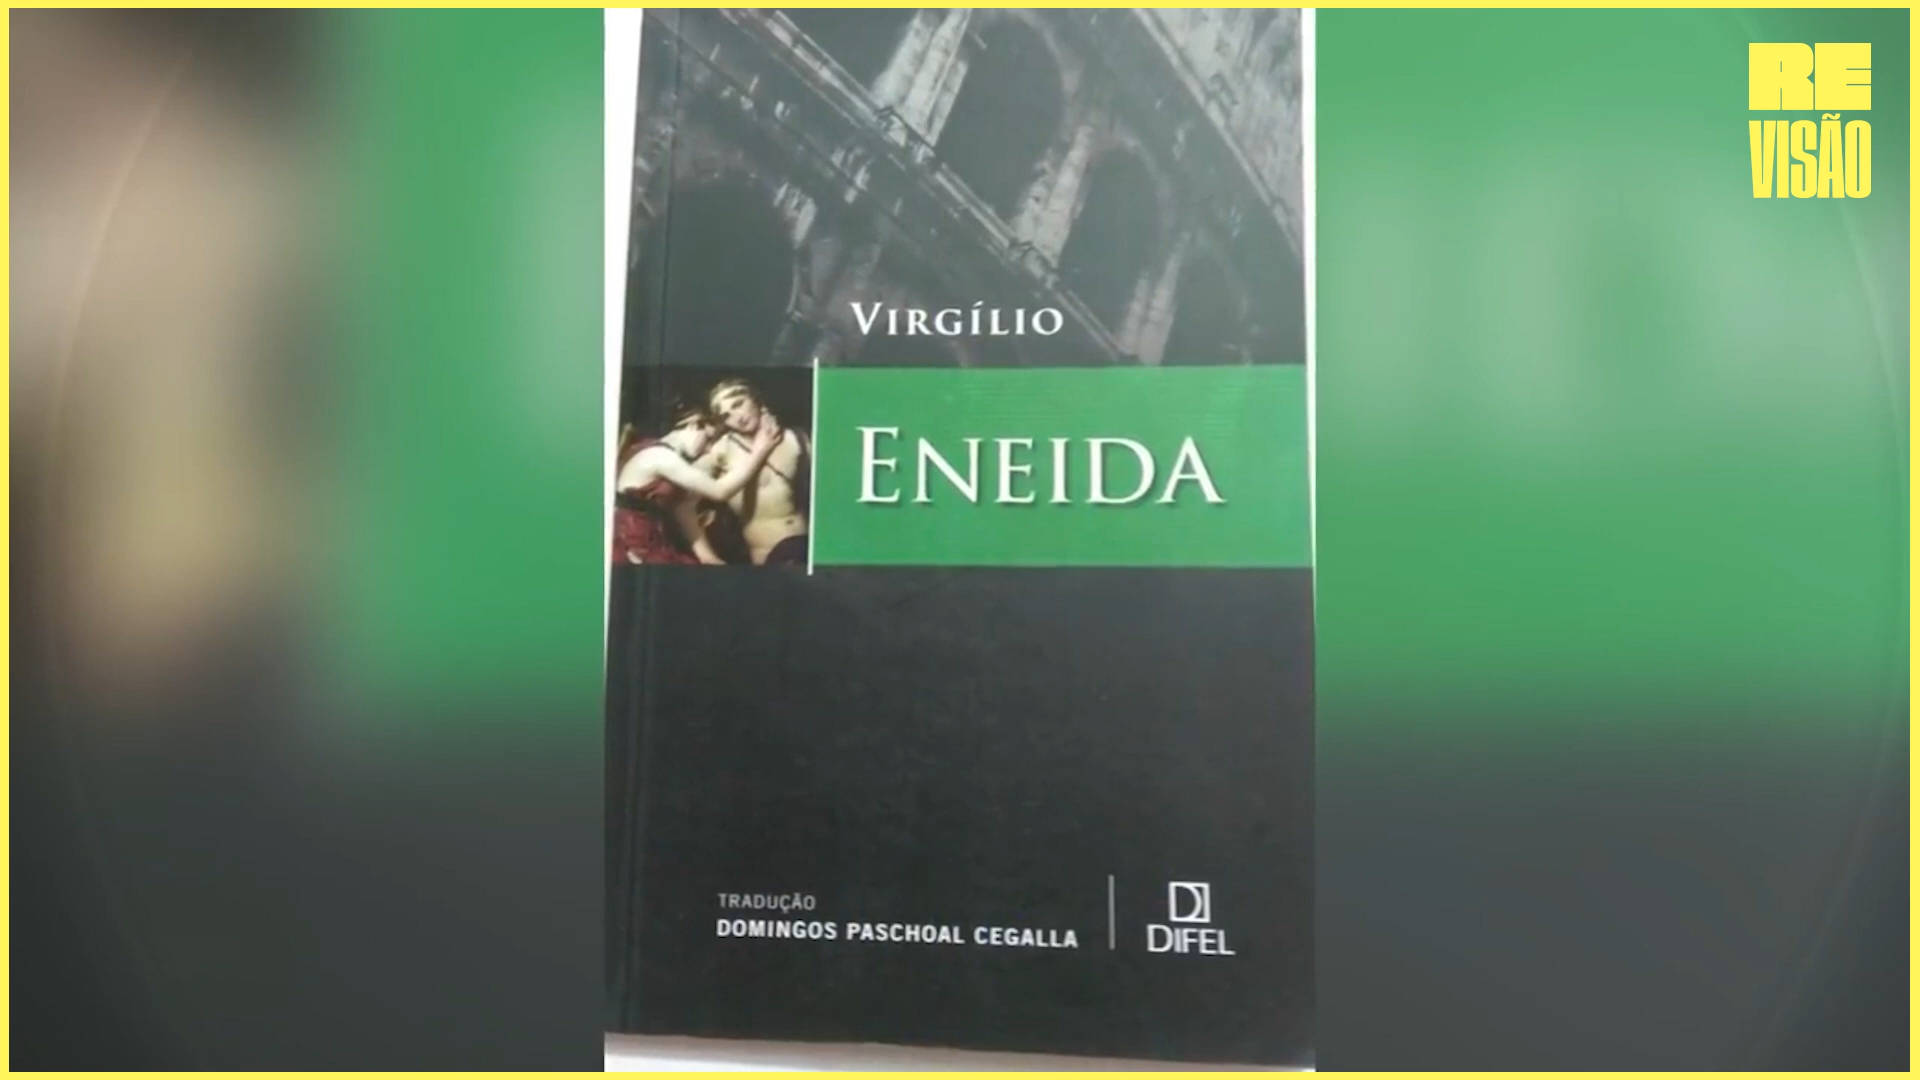 RE
VISÃO
VIRGÍLIO
ENEIDA
TRADUÇÃO
DOMINGOS PASCHOAL CEGALLA
DIFEL